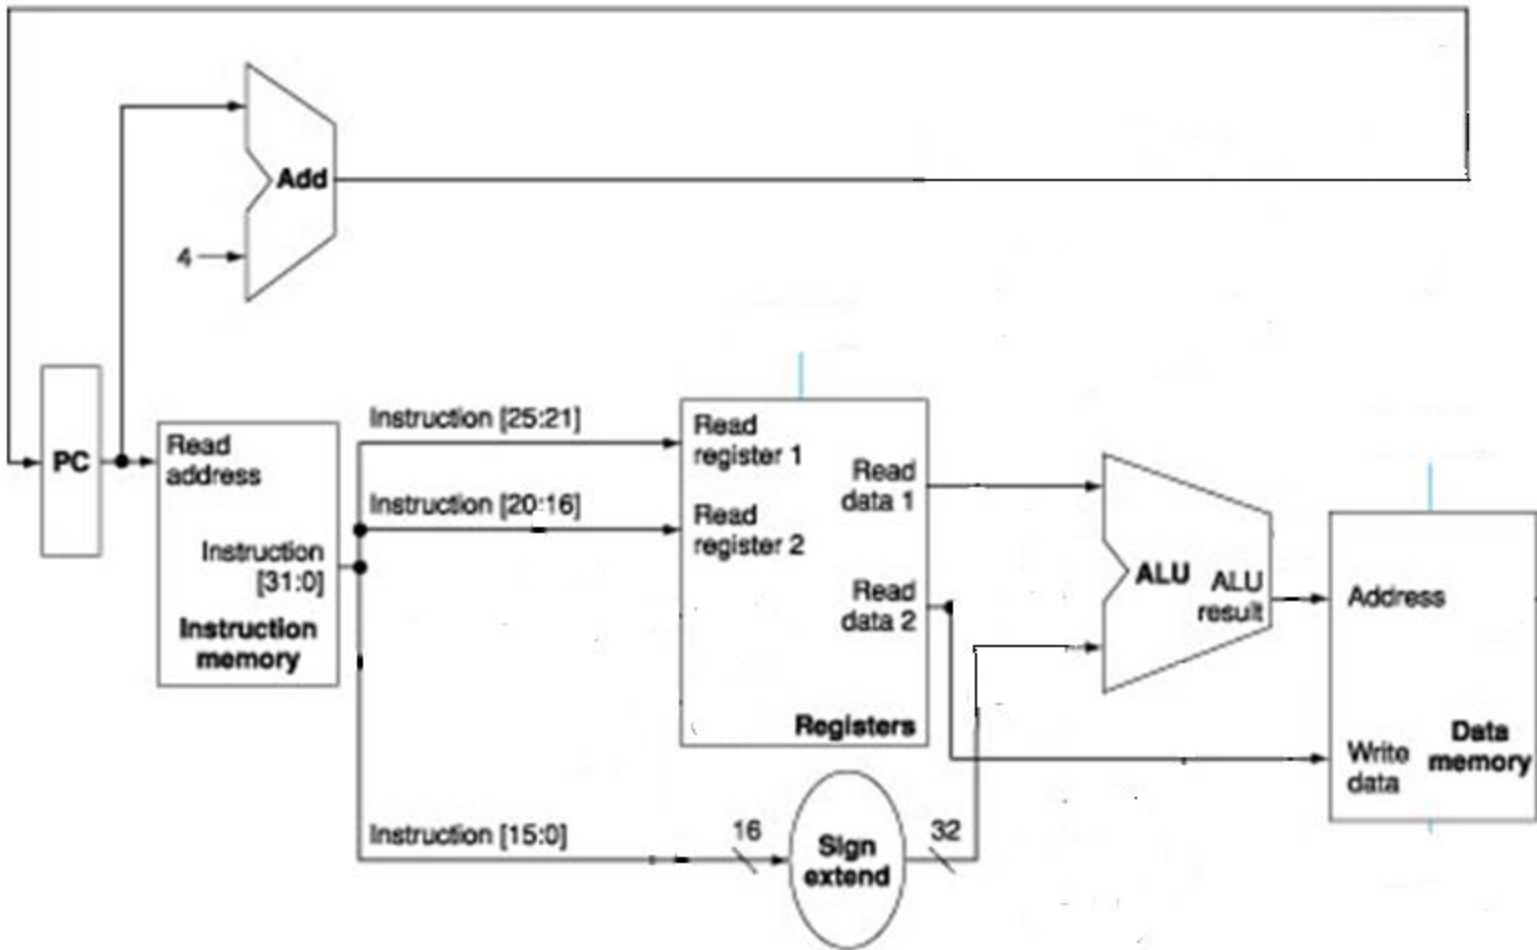 Add
4
PC
Read
address
Instruction
[31:0]
Instruction
memory
Instruction [25:21]
Instruction [20:16]
Instruction [15:0]
Read
register 1
Read
register 2
Read
data 1
Read
data 2
Registers
16
Sign
extend
32
ALU
ALU
result
Address
Write
data
Data
memory